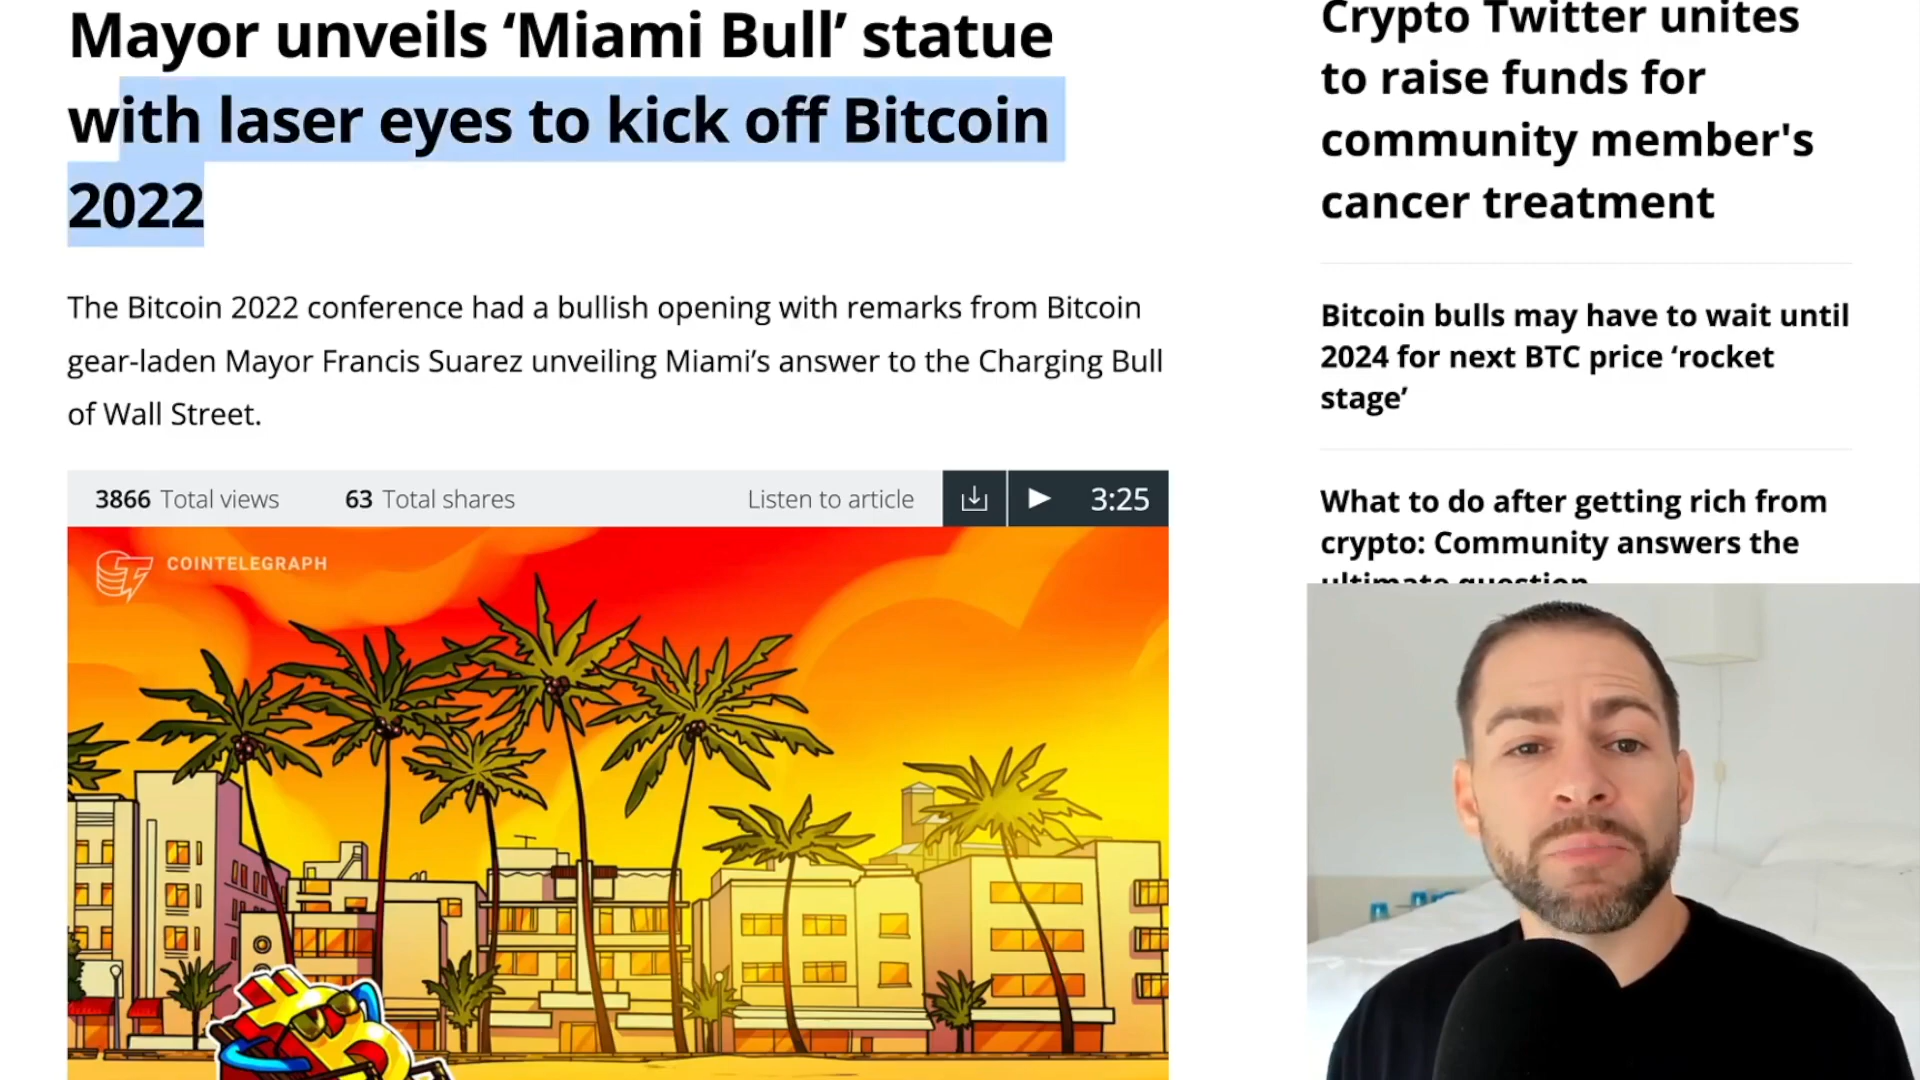 Mayor unveils ‘Miami Bull’ statue
with laser eyes to kick off Bitcoin
2022
The Bitcoin 2022 conference had a bullish opening with remarks from Bitcoin
gear-laden Mayor Francis Suarez unveiling Miami’s answer to the Charging Bull
of Wall Street.
3866 Total views 63 Total shares Listen to article 3:25
COINTELEGRAPH
Crypto Twitter unites
to raise funds for
community member's
cancer treatment
Bitcoin bulls may have to wait until
2024 for next BTC price ‘rocket
stage’
What to do after getting rich from
crypto: Community answers the
ultimate question